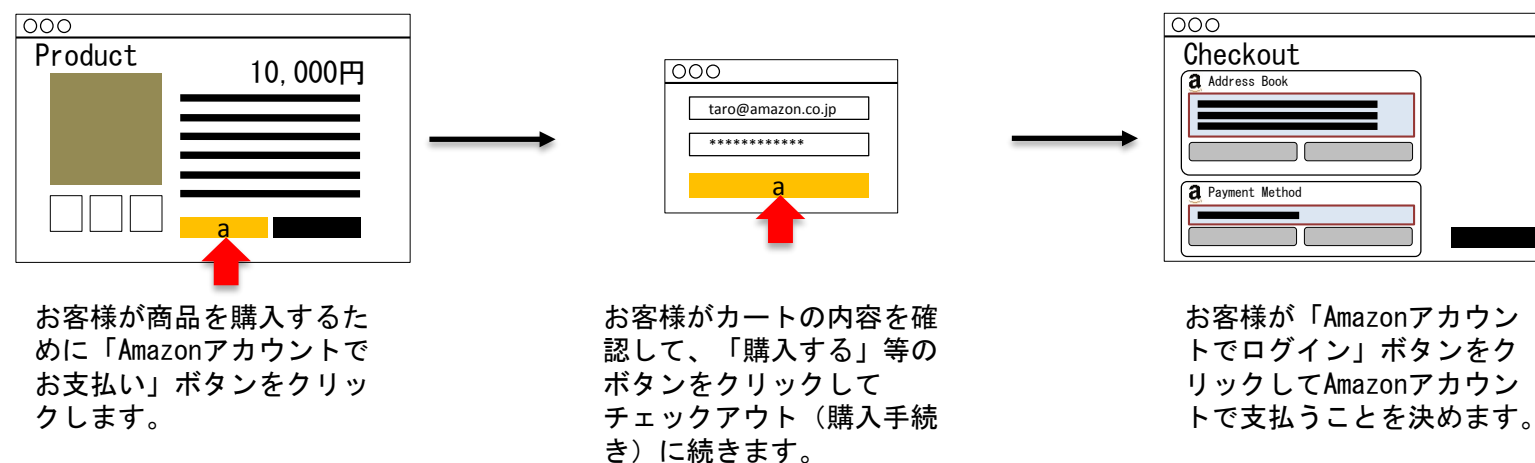 Product
10,000円
a
お客様が商品を購入するた
めに「Amazonアカウントで
お支払い」ボタンをクリッ
クします。
taro@amazon.co.jp
************
a
お客様がカートの内容を確
認して、「購入する」等の
ボタンをクリックして
チェックアウト（購入手続
き）に続きます。
Checkout
a Address Book
a Payment Method
お客様が「Amazonアカウン
トでログイン」ボタンをク
リックしてAmazonアカウン
トで支払うことを決めます。